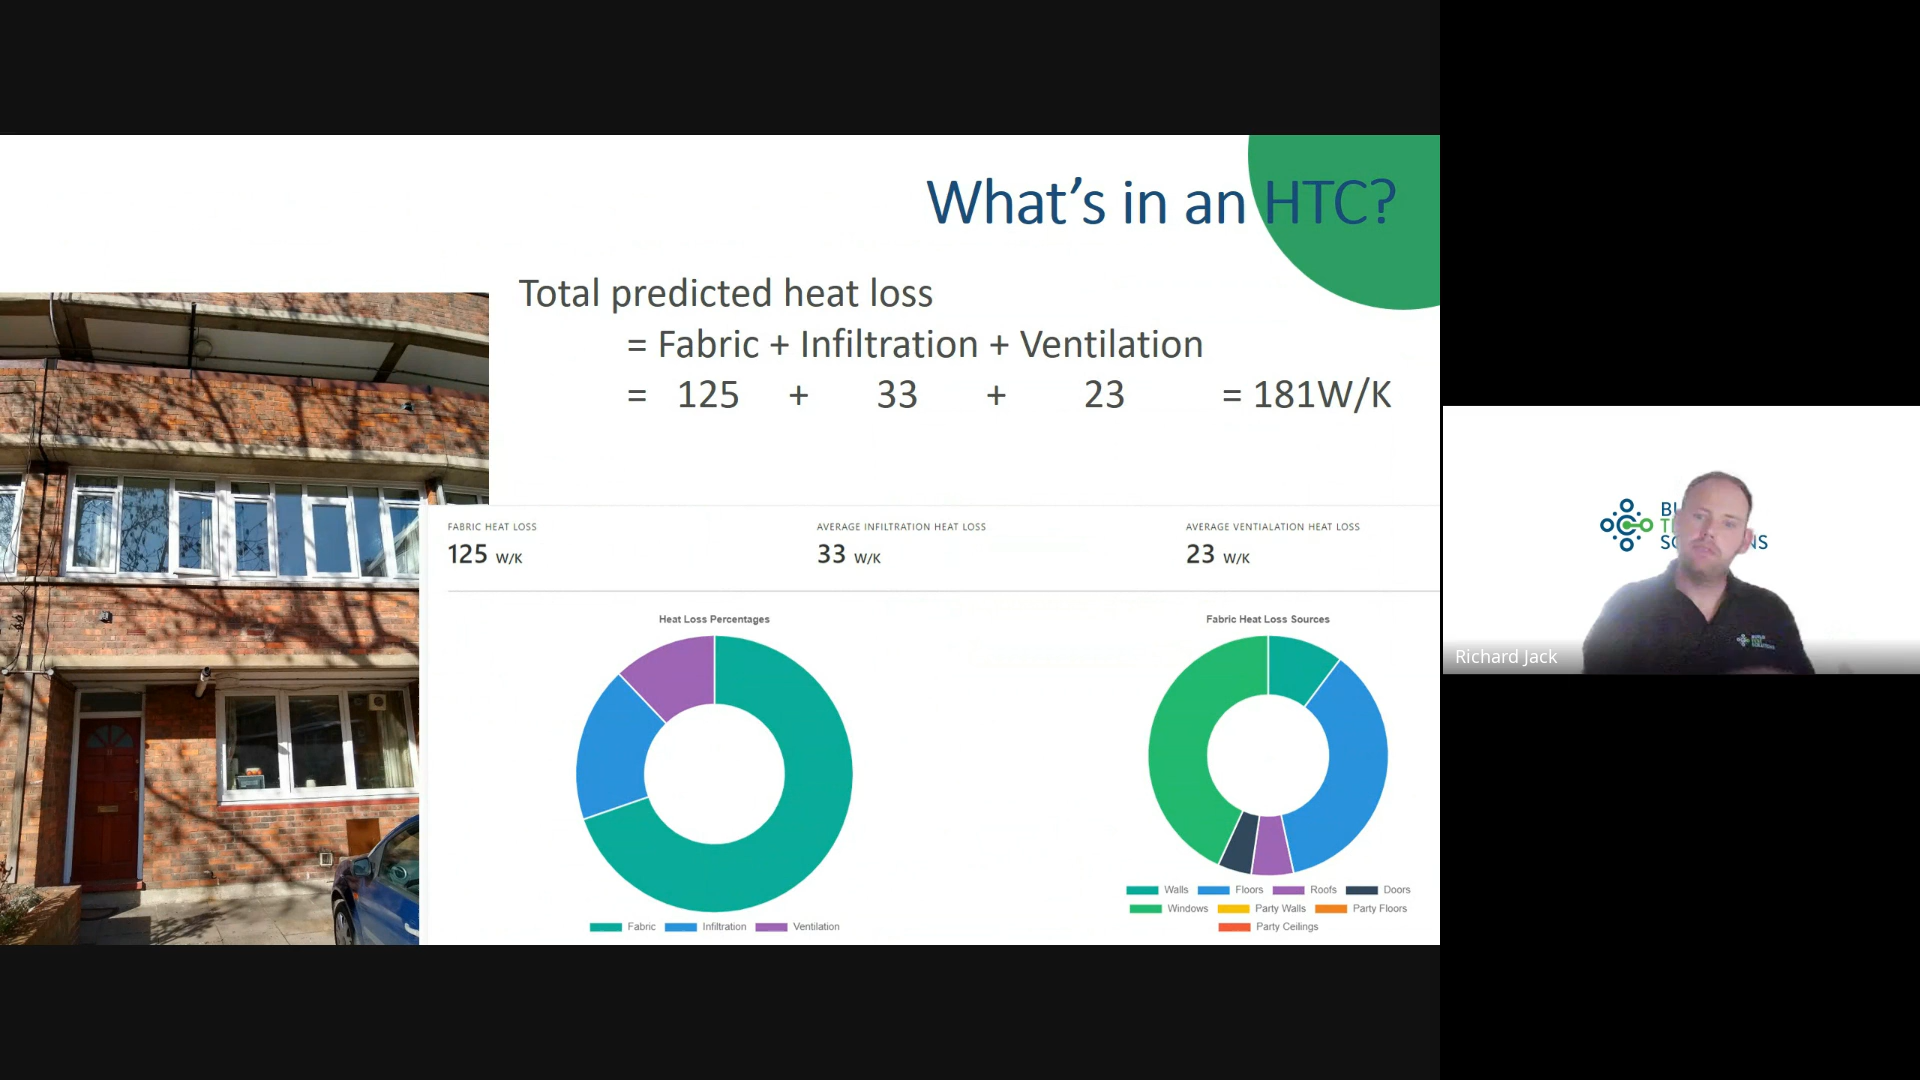 What's in an HTC?
Total predicted heat loss
= Fabric + Infiltration + Ventilation
= 125 + 33 + 23 = 181W/K
FABRIC HEAT LOSS
125 W/K
AVERAGE INFILTRATION HEAT LOSS
33 W/K
AVERAGE VENTIALATION HEAT LOSS
23 W/K
Heat Loss Percentages
Fabric Infiltration Ventilation
Fabric Heat Loss Sources
Walls Floors Roofs Doors
Windows Party Walls Party Floors
Party Ceilings
Richard Jack